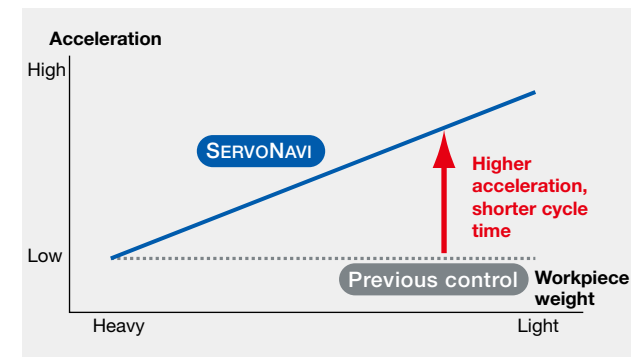 Acceleration
High
SERVONAVI
Higher
acceleration,
shorter cycle
time
Low
Previous control
Workpiece
weight
Heavy
Light